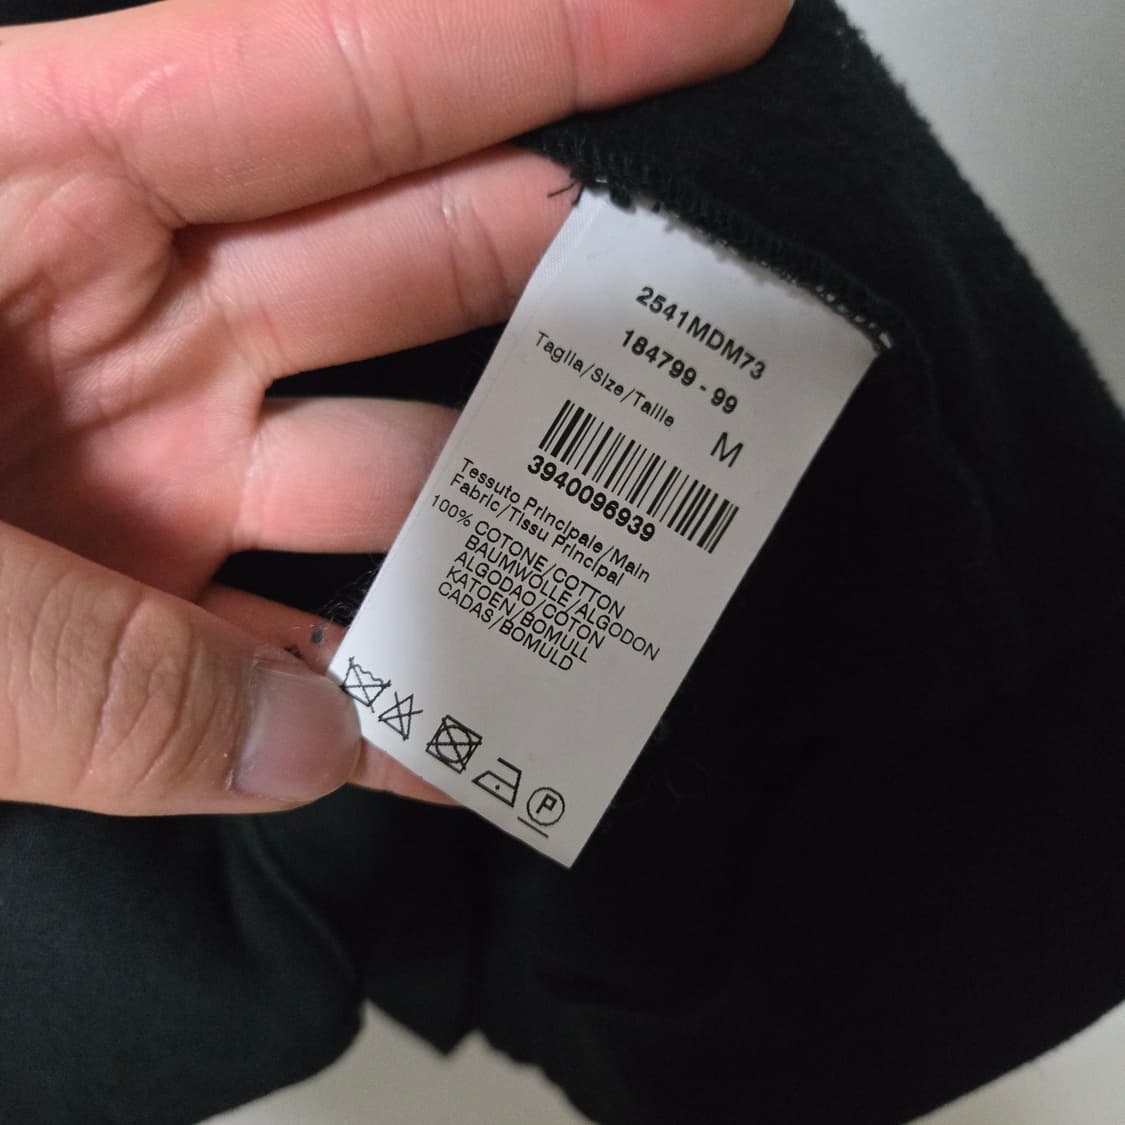 2541MDM73
184799-99
Taglia/Size/Taille M
3940096939
Tessuto Principale/Main
Fabric/Tissu Principal
100% COTONE/COTTON
BAUMWOLLE/ALGODON
ALGODAO/COTON
KATOEN/BOMULL
CADAS/BOMULD
P